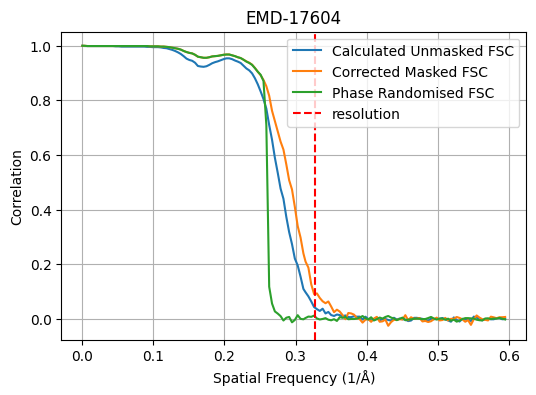 EMD-17604
Calculated Unmasked FSC
Corrected Masked FSC
Phase Randomised FSC
resolution
Correlation
1.0
0.8
0.6
0.4
0.2
0.0
0.0 0.1 0.2 0.3 0.4 0.5 0.6
Spatial Frequency (1/Å)